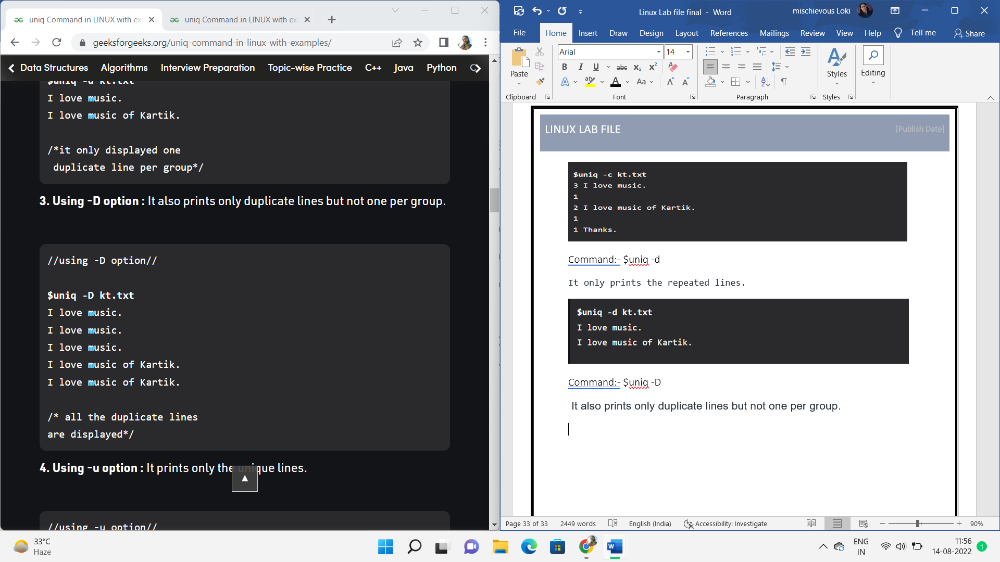 uniq Command in LINUX with ex
uniq Command in LINUX with ex
geeksforgeeks.org/uniq-command-in-linux-with-examples/
Data Structures Algorithms Interview Preparation Topic-wise Practice C++ Java Python
$uniq -d kt.txt
I love music.
I love music of Kartik.
/*it only displayed one
duplicate line per group*/
3. Using -D option : It also prints only duplicate lines but not one per group.
//using -D option//
$uniq -D kt.txt
I love music.
I love music.
I love music.
I love music of Kartik.
I love music of Kartik.
/* all the duplicate lines
are displayed*/
4. Using -u option : It prints only the unique lines.
//using -u option//
Linux Lab file final - Word
mischievous Loki
File Home Insert Draw Design Layout References Mailings Review View Help Tell me Share
Paste
Clipboard
Arial 14
B I U abc X₂ X²
A ab A Aa A A
Font
Paragraph
Styles
Styles
Editing
LINUX LAB FILE [Publish Date]
$uniq -c kt.txt
3 I love music.
1
2 I love music of Kartik.
1
1 Thanks.
Command:- $uniq -d
It only prints the repeated lines.
$uniq -d kt.txt
I love music.
I love music of Kartik.
Command:- $uniq -D
It also prints only duplicate lines but not one per group.
Page 33 of 33 2449 words English (India) Accessibility: Investigate 90%
33°C
Haze
ENG
IN
11:56
14-08-2022
1